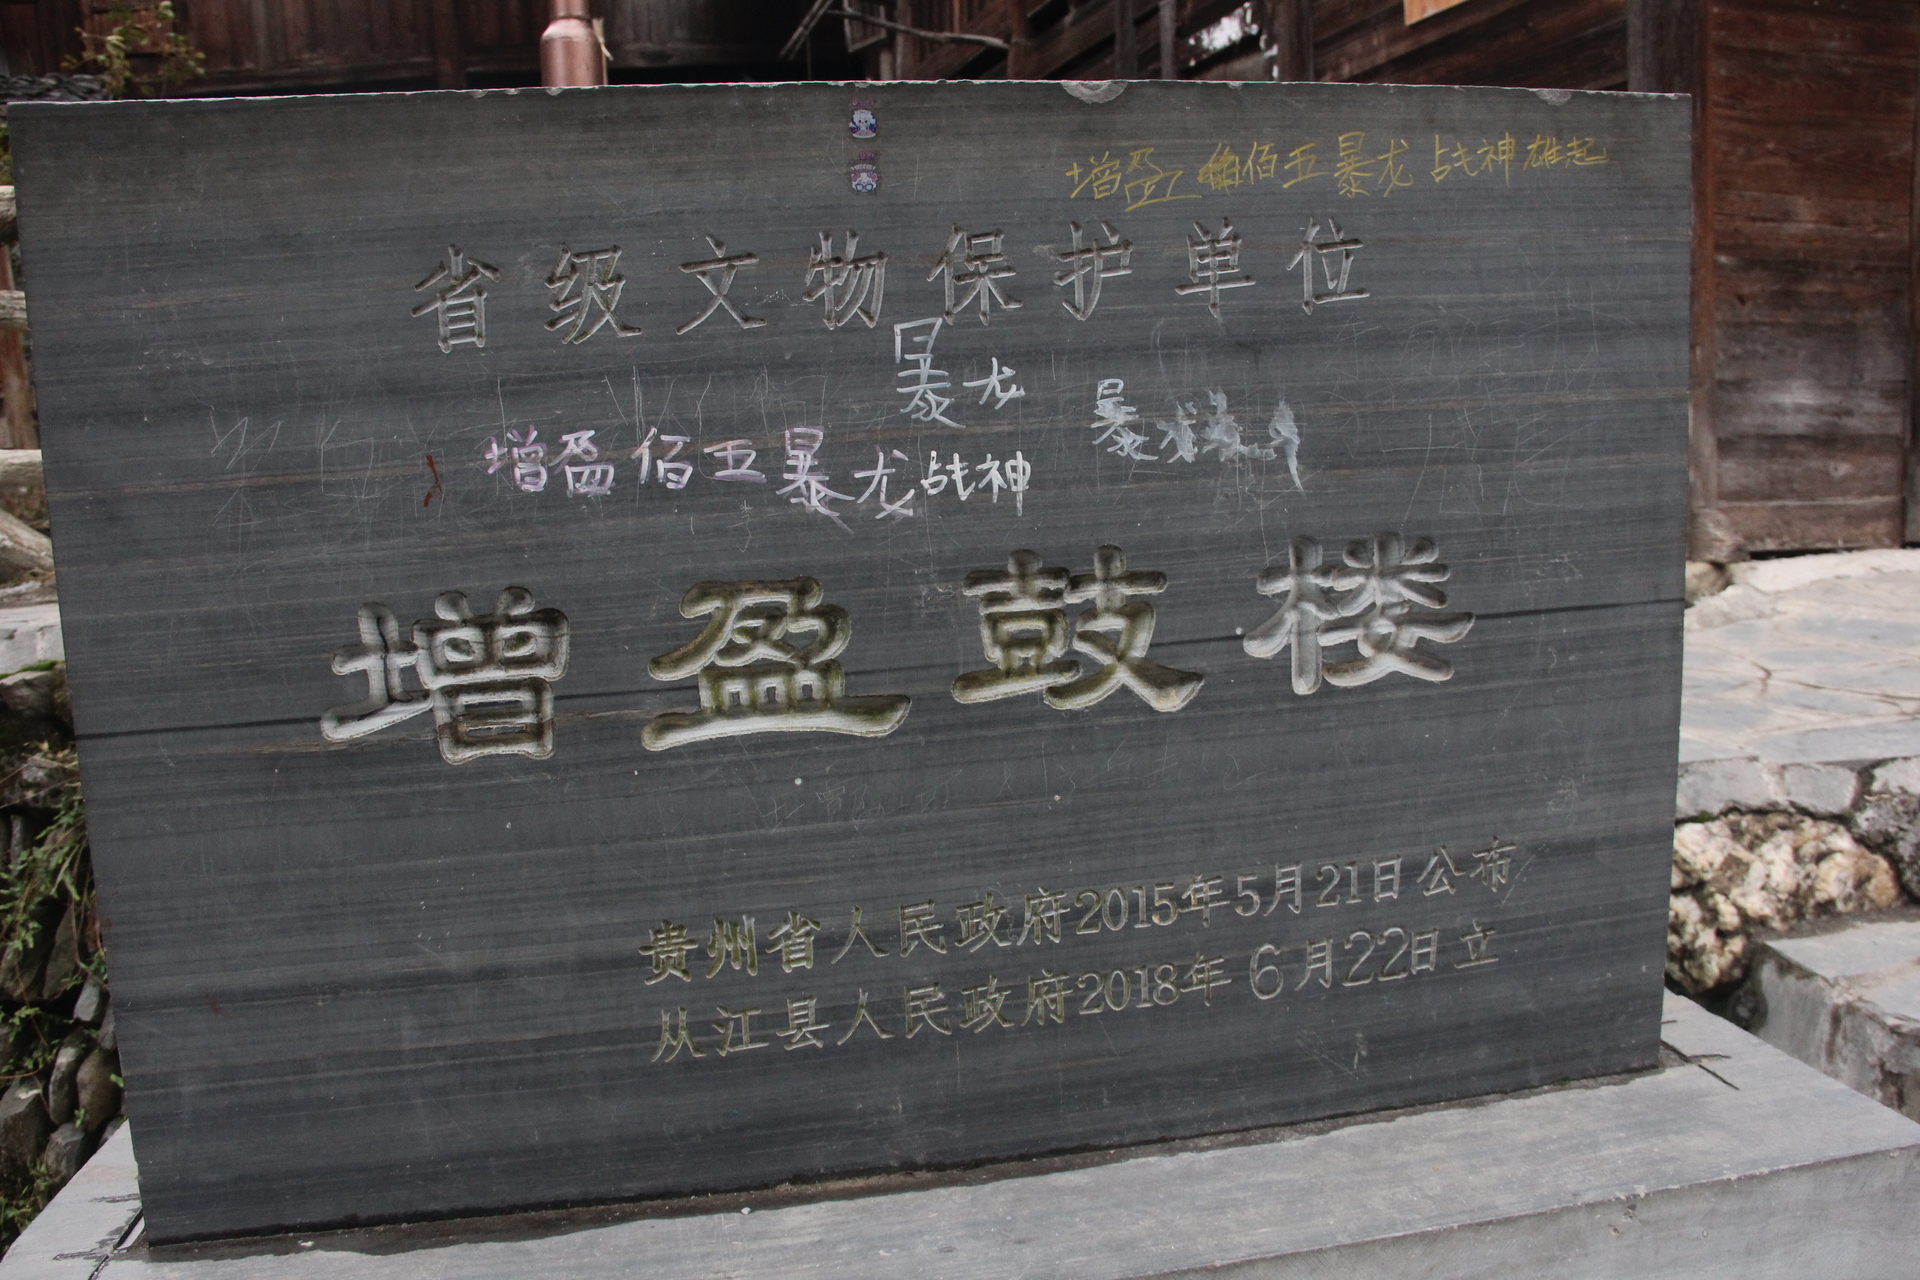 增盈佰五暴龙战神雄起
省级文物保护单位
暴龙
暴龙
增盈佰五暴龙战神
增盈鼓楼
贵州省人民政府2015年5月21日公布
从江县人民政府2018年6月22日立